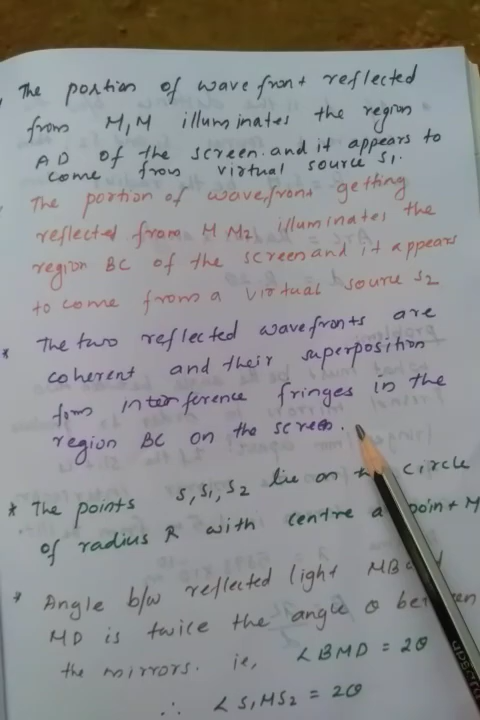 The portion of wavefront reflected
from M,M illuminates the region
AD of the screen. and it appears to
come from virtual source S1.
The portion of wavefront getting
reflected from M M2 illuminates the
region BC of the screen and it appears
to come from a virtual source S2
* The two reflected wavefronts are
coherent and their superposition
form interference fringes in the
region BC on the screen.
* The points S, S1, S2 lie on circle
of radius R with centre a point M
* Angle b/w reflected light MB
MD is twice the angle θ
the mirrors. ie, ∠BMD = 2θ
∴ ∠S1MS2 = 2θ